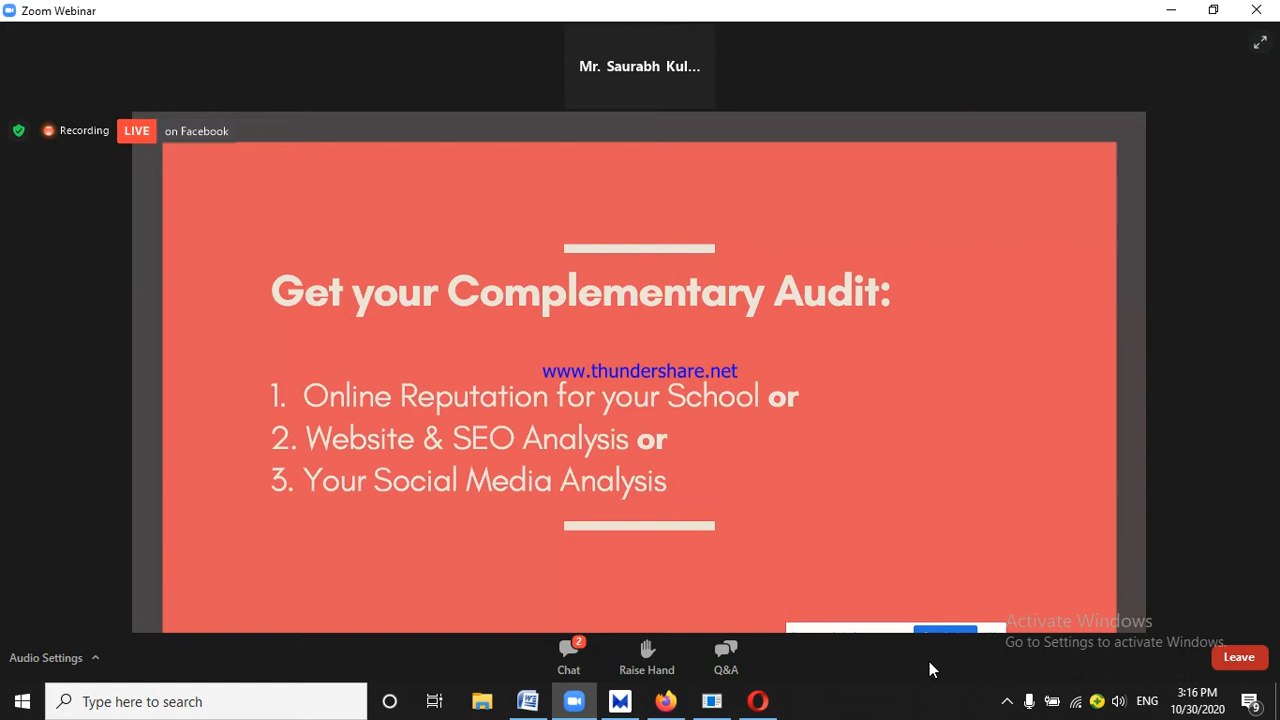 Zoom Webinar
Mr. Saurabh Kul...
Recording LIVE on Facebook
Get your Complementary Audit:
www.thundershare.net
1. Online Reputation for your School or
2. Website & SEO Analysis or
3. Your Social Media Analysis
Activate Windows
Go to Settings to activate Windows.
Audio Settings
2
Chat
Raise Hand
Q&A
Leave
Type here to search
ENG
3:16 PM
10/30/2020
9